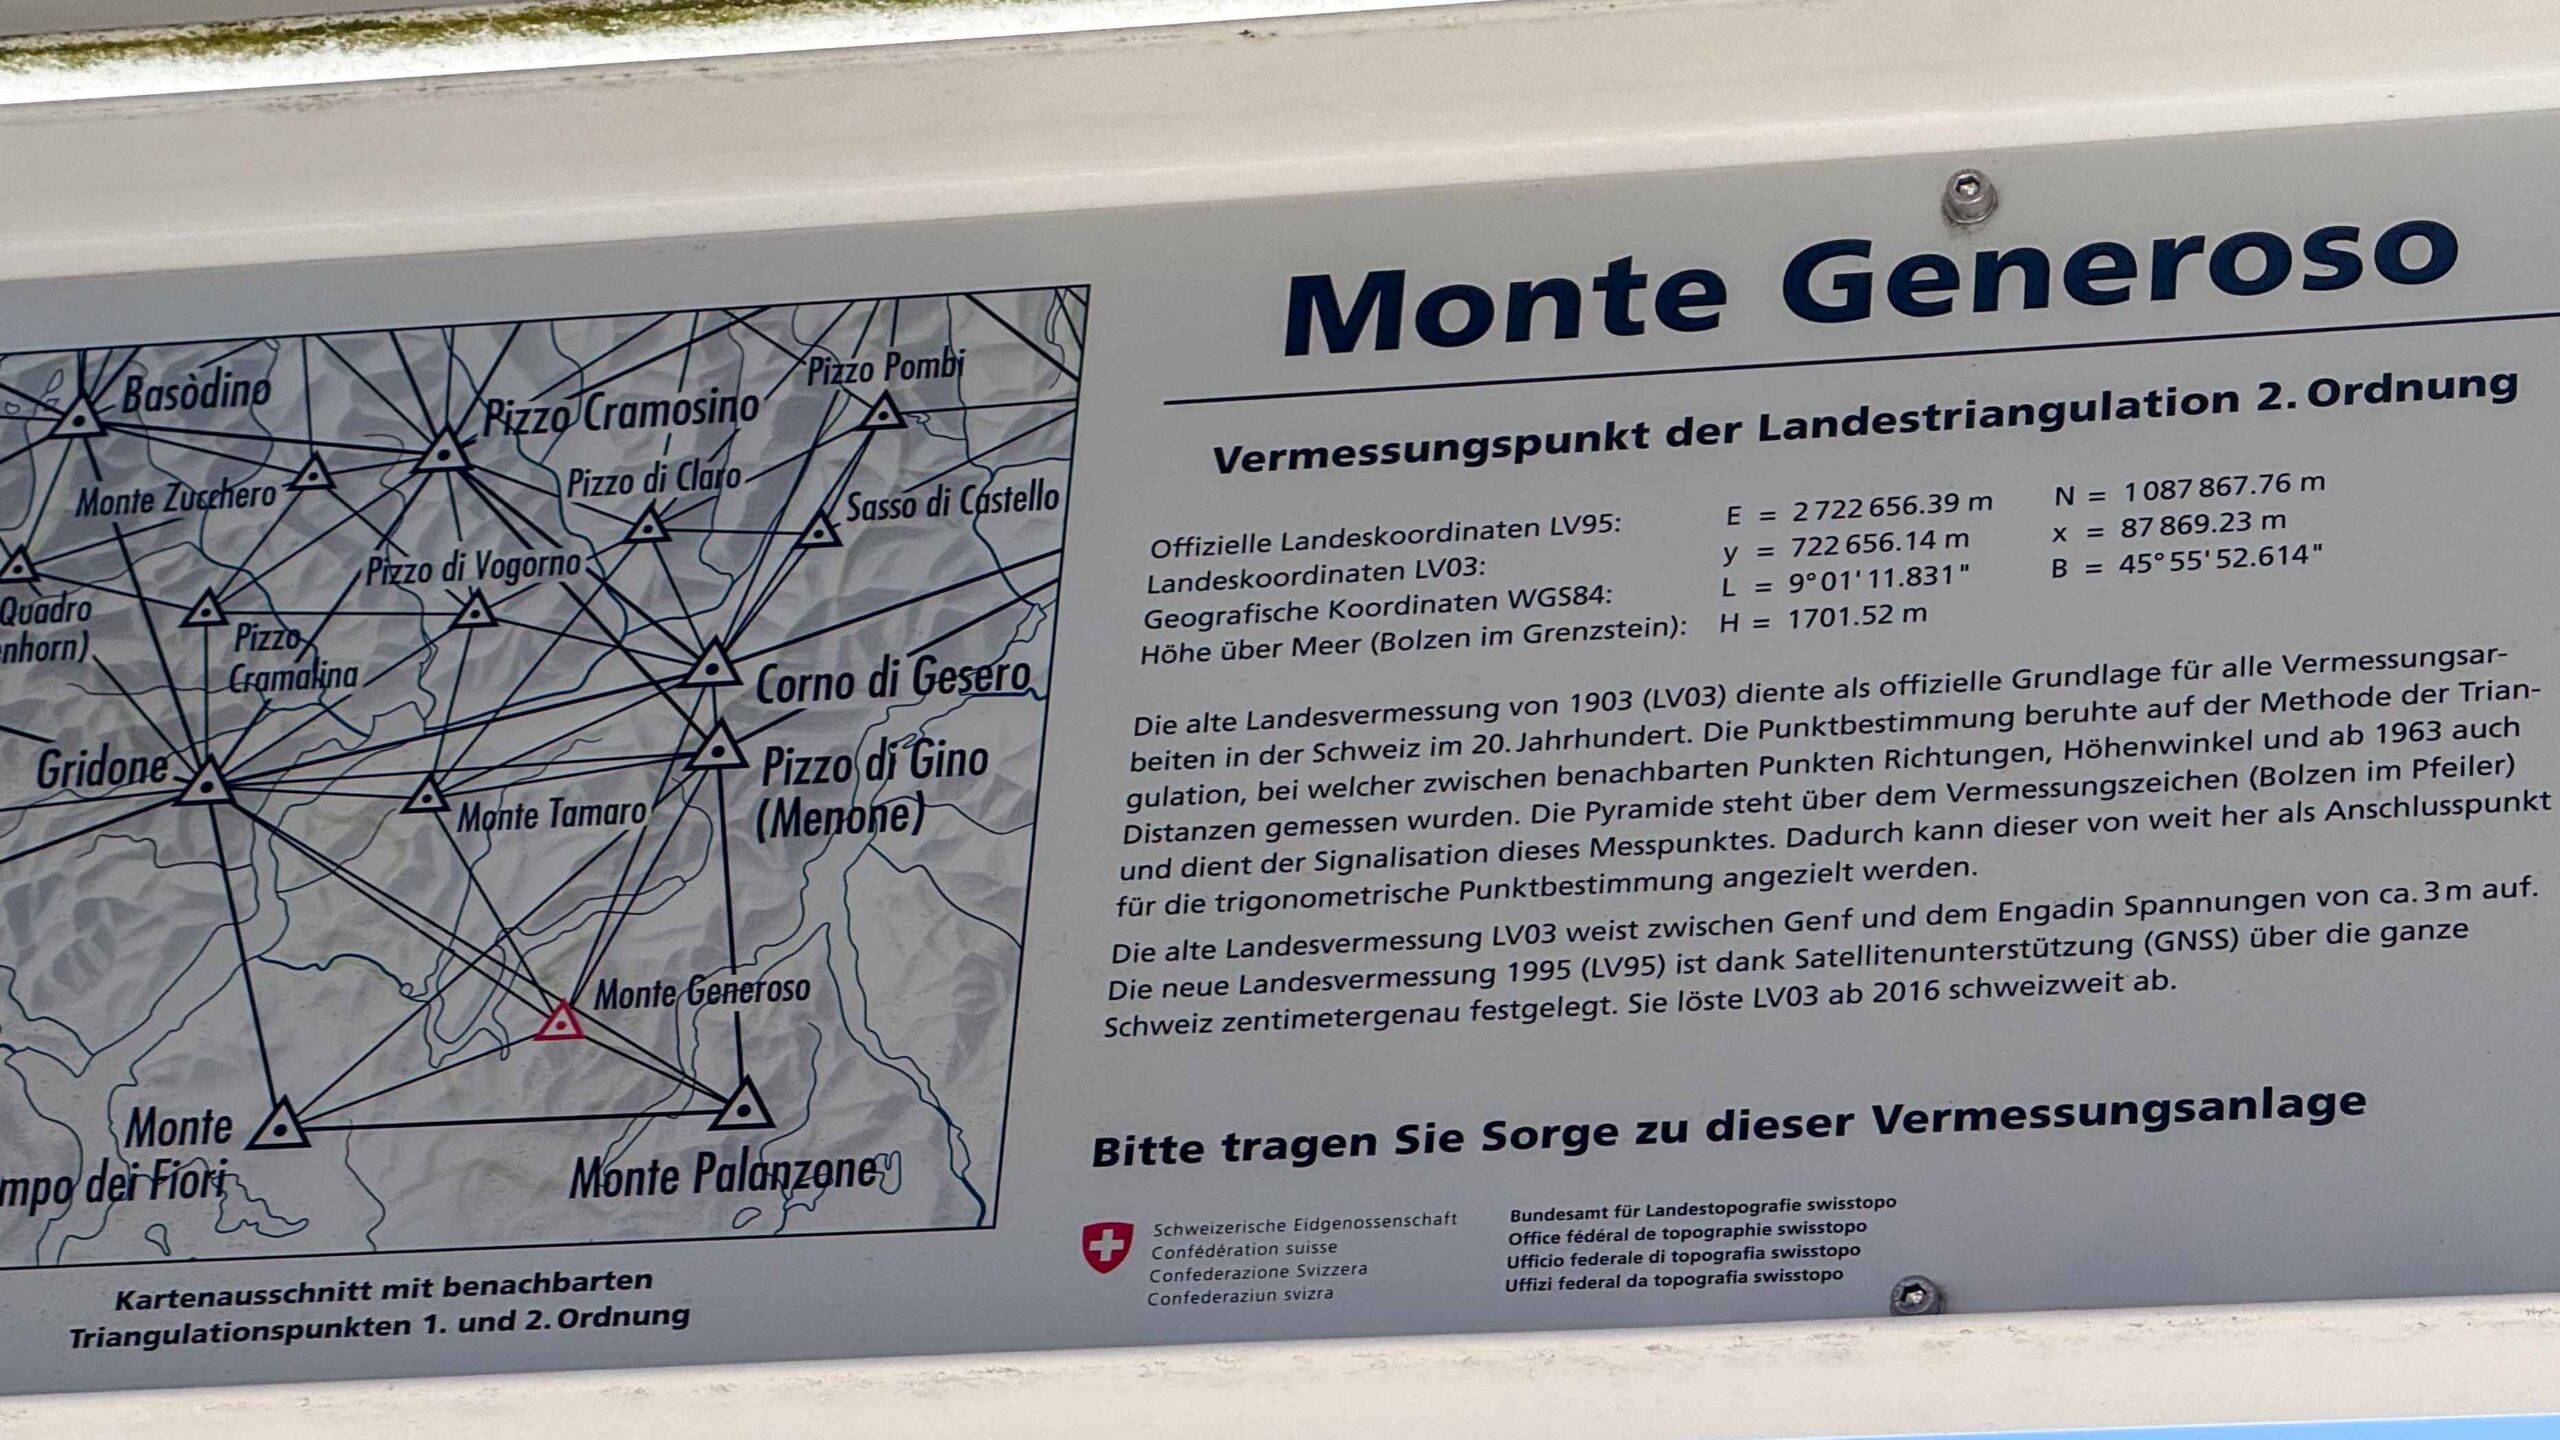 Monte Generoso
Vermessungspunkt der Landestriangulation 2. Ordnung
Offizielle Landeskoordinaten LV95: E = 2 722 656.39 m N = 1 087 867.76 m
Landeskoordinaten LV03: y = 722 656.14 m x = 87 869.23 m
Geografische Koordinaten WGS84: L = 9°01'11.831" B = 45°55'52.614"
Höhe über Meer (Bolzen im Grenzstein): H = 1701.52 m
Die alte Landesvermessung von 1903 (LV03) diente als offizielle Grundlage für alle Vermessungsar-
beiten in der Schweiz im 20. Jahrhundert. Die Punktbestimmung beruhte auf der Methode der Trian-
gulation, bei welcher zwischen benachbarten Punkten Richtungen, Höhenwinkel und ab 1963 auch
Distanzen gemessen wurden. Die Pyramide steht über dem Vermessungszeichen (Bolzen im Pfeiler)
und dient der Signalisation dieses Messpunktes. Dadurch kann dieser von weit her als Anschlusspunkt
für die trigonometrische Punktbestimmung angezielt werden.
Die alte Landesvermessung LV03 weist zwischen Genf und dem Engadin Spannungen von ca. 3 m auf.
Die neue Landesvermessung 1995 (LV95) ist dank Satellitenunterstützung (GNSS) über die ganze
Schweiz zentimetergenau festgelegt. Sie löste LV03 ab 2016 schweizweit ab.
Bitte tragen Sie Sorge zu dieser Vermessungsanlage
Schweizerische Eidgenossenschaft
Confédération suisse
Confederazione Svizzera
Confederaziun svizra
Bundesamt für Landestopografie swisstopo
Office fédéral de topographie swisstopo
Ufficio federale di topografia swisstopo
Uffizi federal da topografia swisstopo
Basòdino
Pizzo Pombi
Pizzo Cramosino
Pizzo di Claro
Monte Zucchero
Sasso di Castello
Pizzo di Vogorno
Quadro
nhorn)
Pizzo
Cramalina
Corno di Gesero
Gridone
Pizzo di Gino
(Menone)
Monte Tamaro
Monte Generoso
Monte
mpo dei Fiori
Monte Palanzone
Kartenausschnitt mit benachbarten
Triangulationspunkten 1. und 2. Ordnung